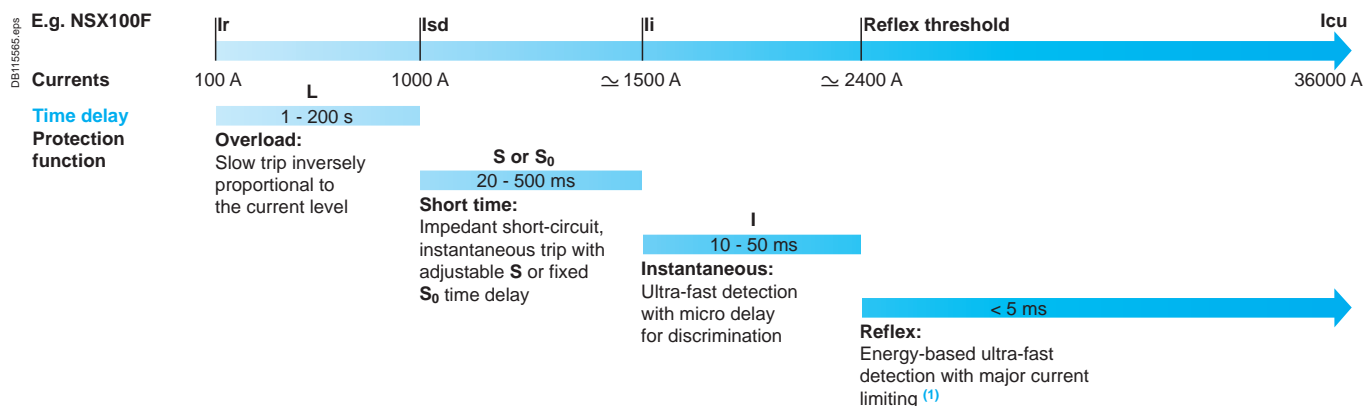 DB115565.eps
E.g. NSX100F
Ir
Isd
Ii
Reflex threshold
Icu
Currents
100 A
1000 A
≃ 1500 A
≃ 2400 A
36000 A
Time delay
L
1 - 200 s
Protection
function
Overload:
Slow trip inversely
proportional to
the current level
S or S₀
20 - 500 ms
Short time:
Impedant short-circuit,
instantaneous trip with
adjustable S or fixed
S₀ time delay
I
10 - 50 ms
Instantaneous:
Ultra-fast detection
with micro delay
for discrimination
< 5 ms
Reflex:
Energy-based ultra-fast
detection with major current
limiting (1)